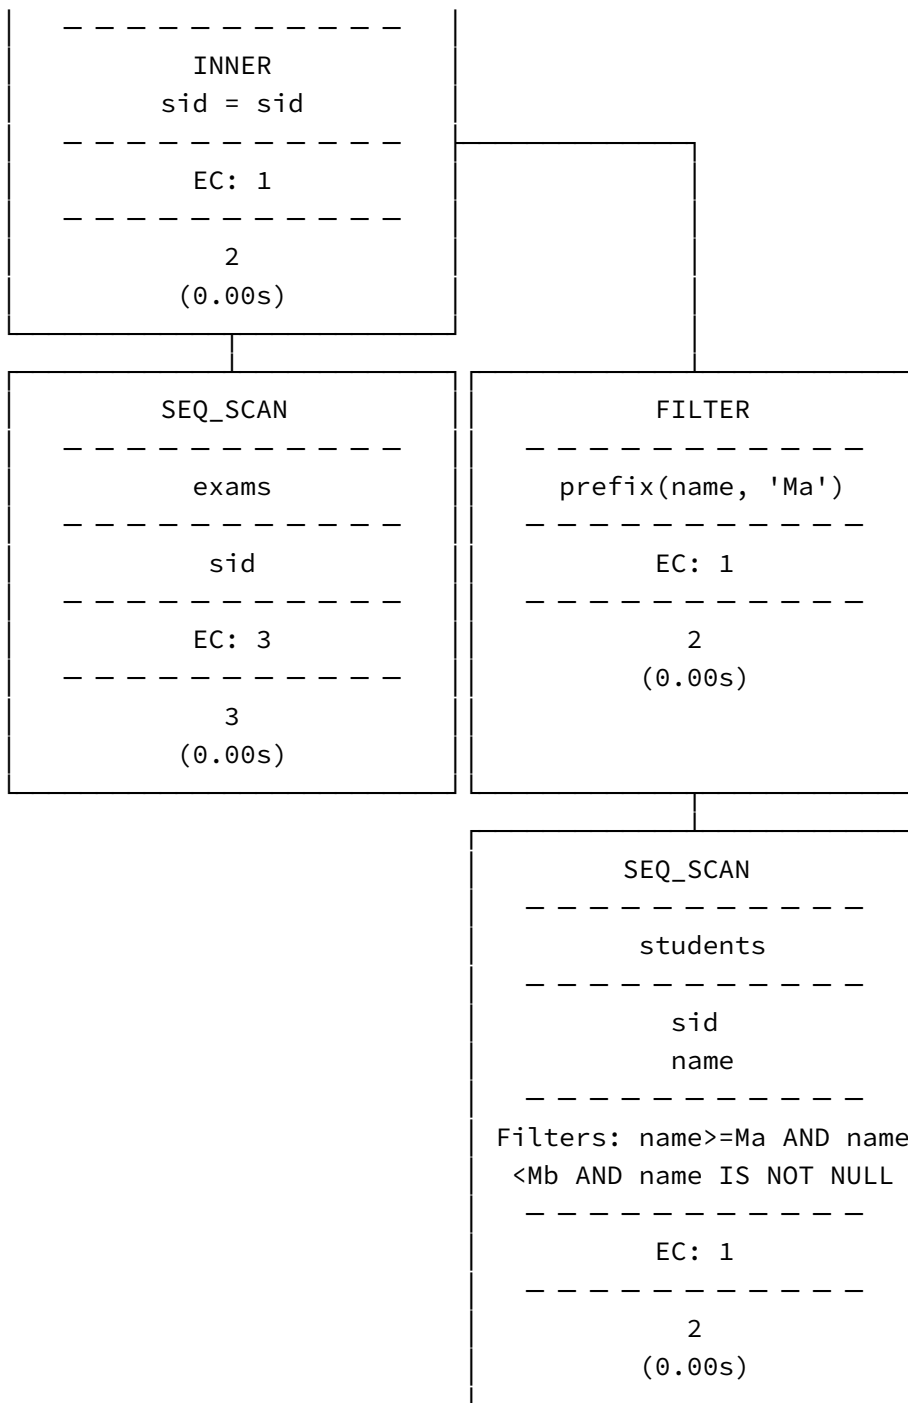 INNER
sid = sid
EC: 1
2
(0.00s)
SEQ_SCAN
exams
sid
EC: 3
3
(0.00s)
FILTER
prefix(name, 'Ma')
EC: 1
2
(0.00s)
SEQ_SCAN
students
sid
name
Filters: name>=Ma AND name
<Mb AND name IS NOT NULL
EC: 1
2
(0.00s)